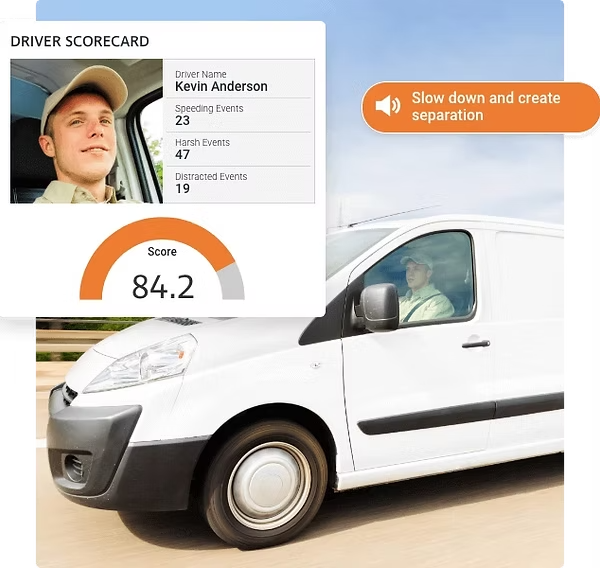 DRIVER SCORECARD
Driver Name
Kevin Anderson
Speeding Events
23
Harsh Events
47
Distracted Events
19
Score
84.2
Slow down and create
separation